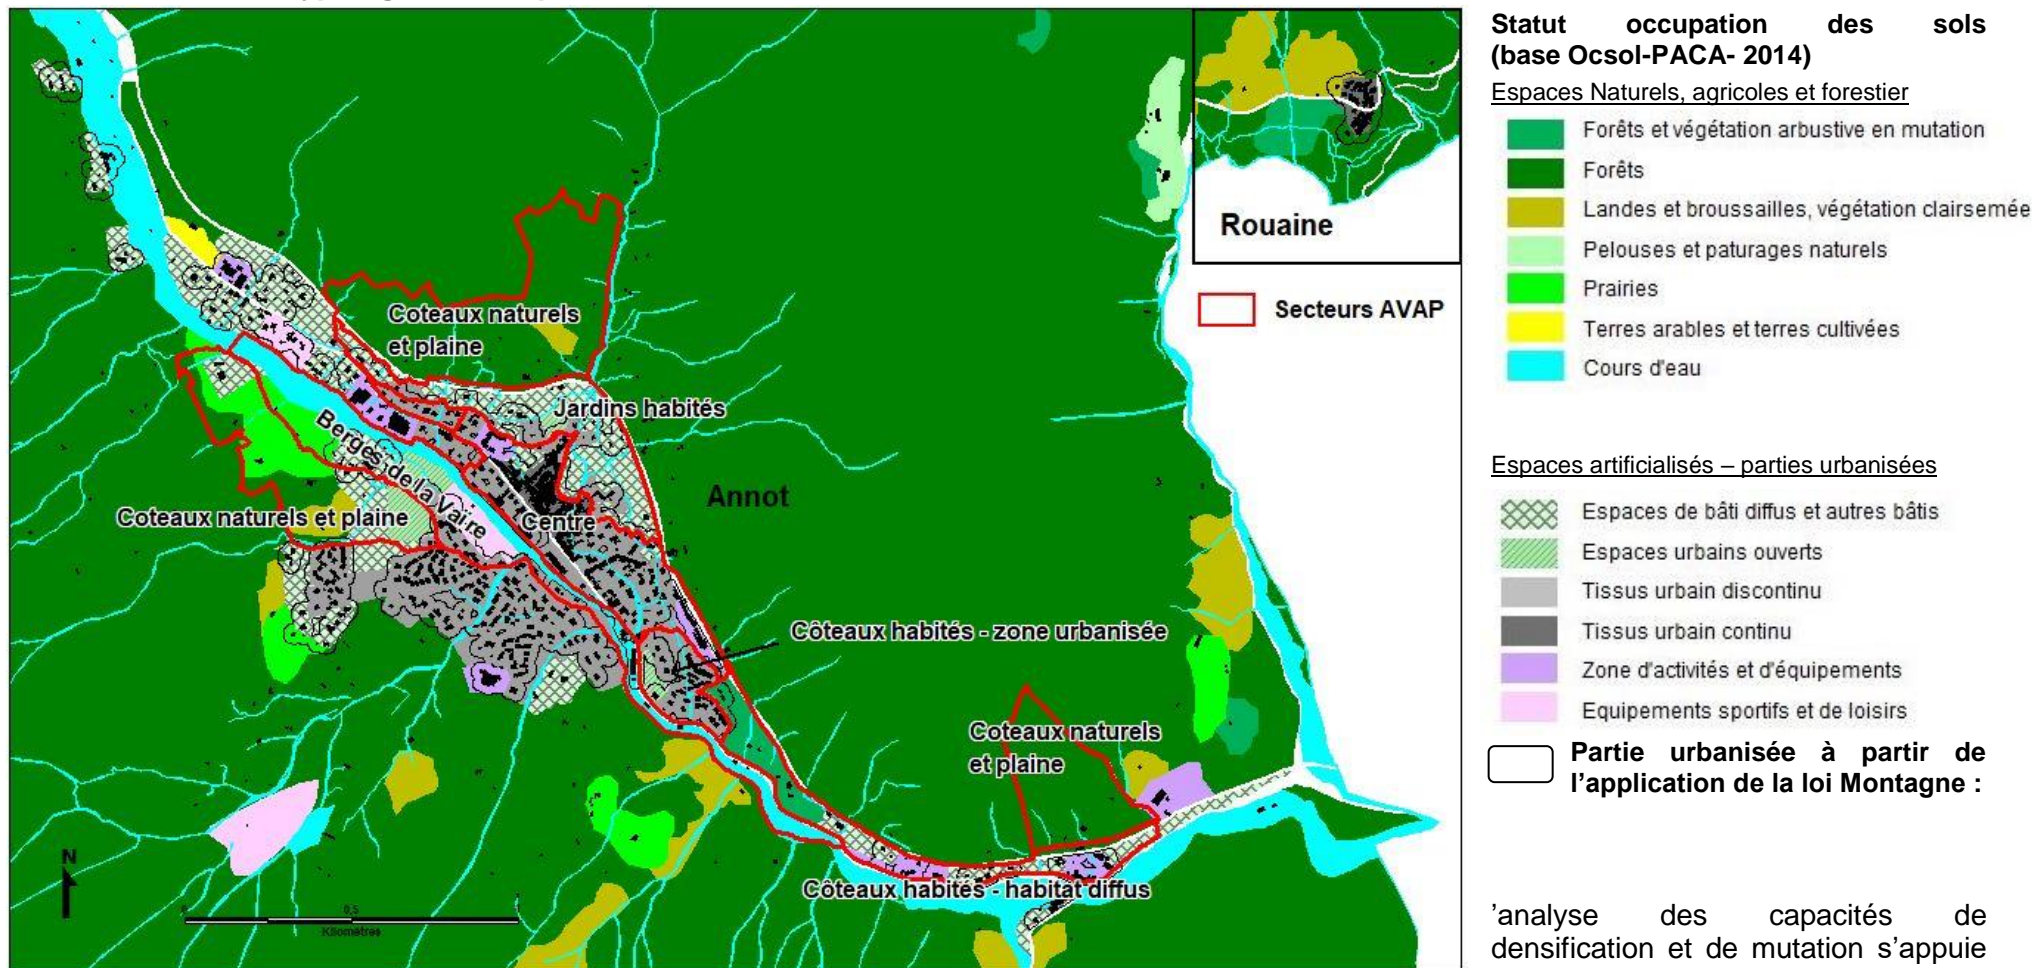 Rouaine
Secteurs AVAP
Coteaux naturels
et plaine
Jardins habités
Berges de la Vaire
Annot
Coteaux naturels et plaine
Centre
Côteaux habités - zone urbanisée
Coteaux naturels
et plaine
Côteaux habités - habitat diffus
N
0
0,5
1
Kilomètres
Statut occupation des sols
(base Ocsol-PACA- 2014)
Espaces Naturels, agricoles et forestier
Forêts et végétation arbustive en mutation
Forêts
Landes et broussailles, végétation clairsemée
Pelouses et paturages naturels
Prairies
Terres arables et terres cultivées
Cours d'eau
Espaces artificialisés – parties urbanisées
Espaces de bâti diffus et autres bâtis
Espaces urbains ouverts
Tissus urbain discontinu
Tissus urbain continu
Zone d'activités et d'équipements
Equipements sportifs et de loisirs
Partie urbanisée à partir de
l’application de la loi Montagne :
’analyse des capacités de
densification et de mutation s’appuie